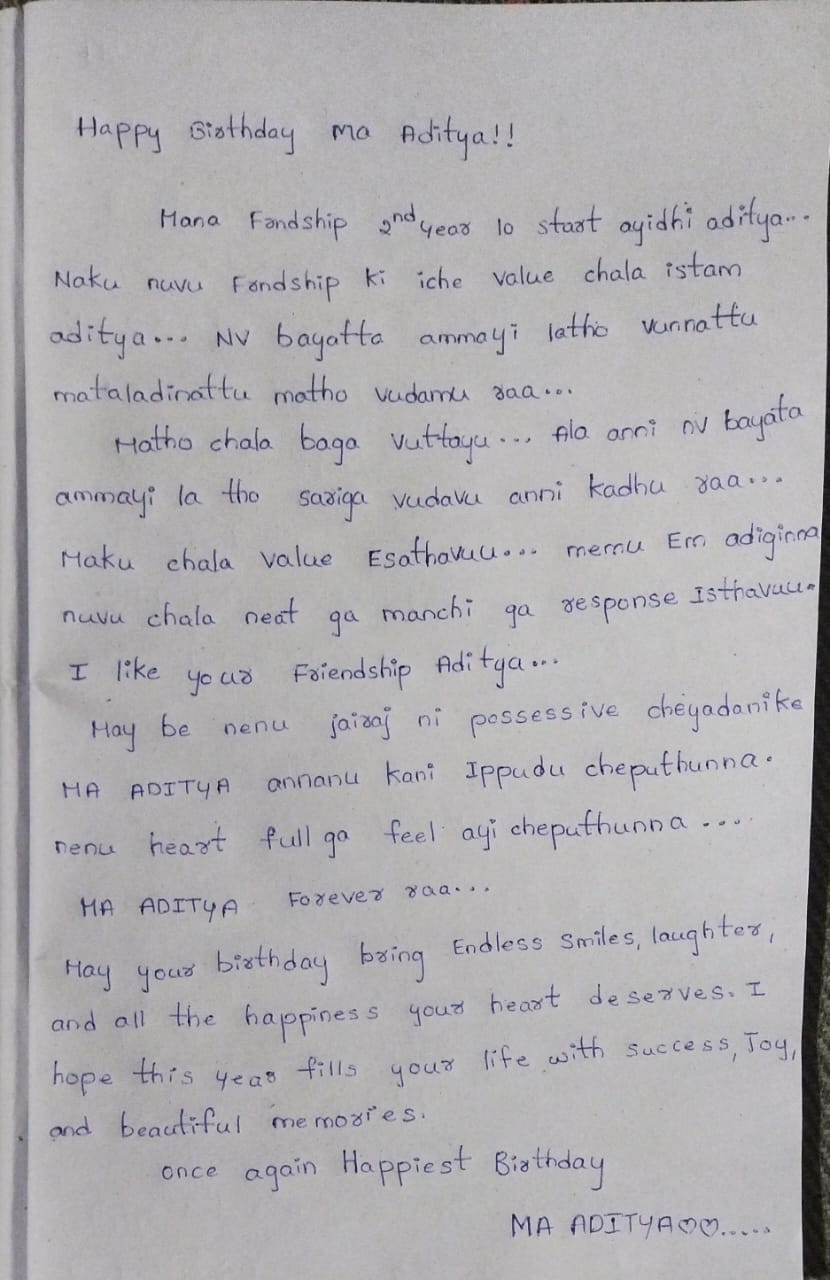 Happy Birthday ma Aditya!!
Mana Frndship 2nd year lo start ayidhi aditya...
Naku nuvu Frndship ki iche value chala istam
aditya... NV bayatta ammayi latho vunnattu
mataladinattu matho vudamu raa...
Matho chala baga vuttayu... Ala anni nv bayata
ammayi la tho sariga vudavu anni kadhu raa...
Maku chala value Esathavuu... memu Em adiginna
nuvu chala neat ga manchi ga response Isthavuu.
I like your Friendship Aditya...
May be nenu jairaj ni possessive cheyadanike
MA ADITYA annanu kani Ippudu cheputhunna.
nenu heart full ga feel ayi cheputhunna ....
MA ADITYA Forever raa...
May your birthday bring Endless Smiles, laughter,
and all the happiness your heart deserves. I
hope this year fills your life with success, Joy,
and beautiful memories.
once again Happiest Birthday
MA ADITYA♡♡.....